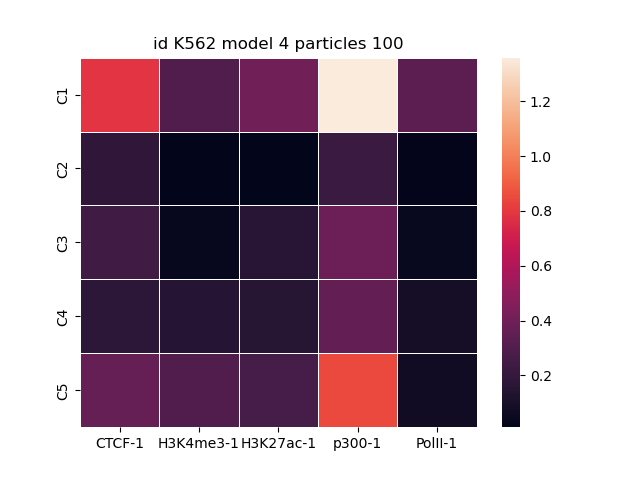 id K562 model 4 particles 100
C1
C2
C3
C4
C5
CTCF-1 H3K4me3-1 H3K27ac-1 p300-1 PolII-1
1.2
1.0
0.8
0.6
0.4
0.2